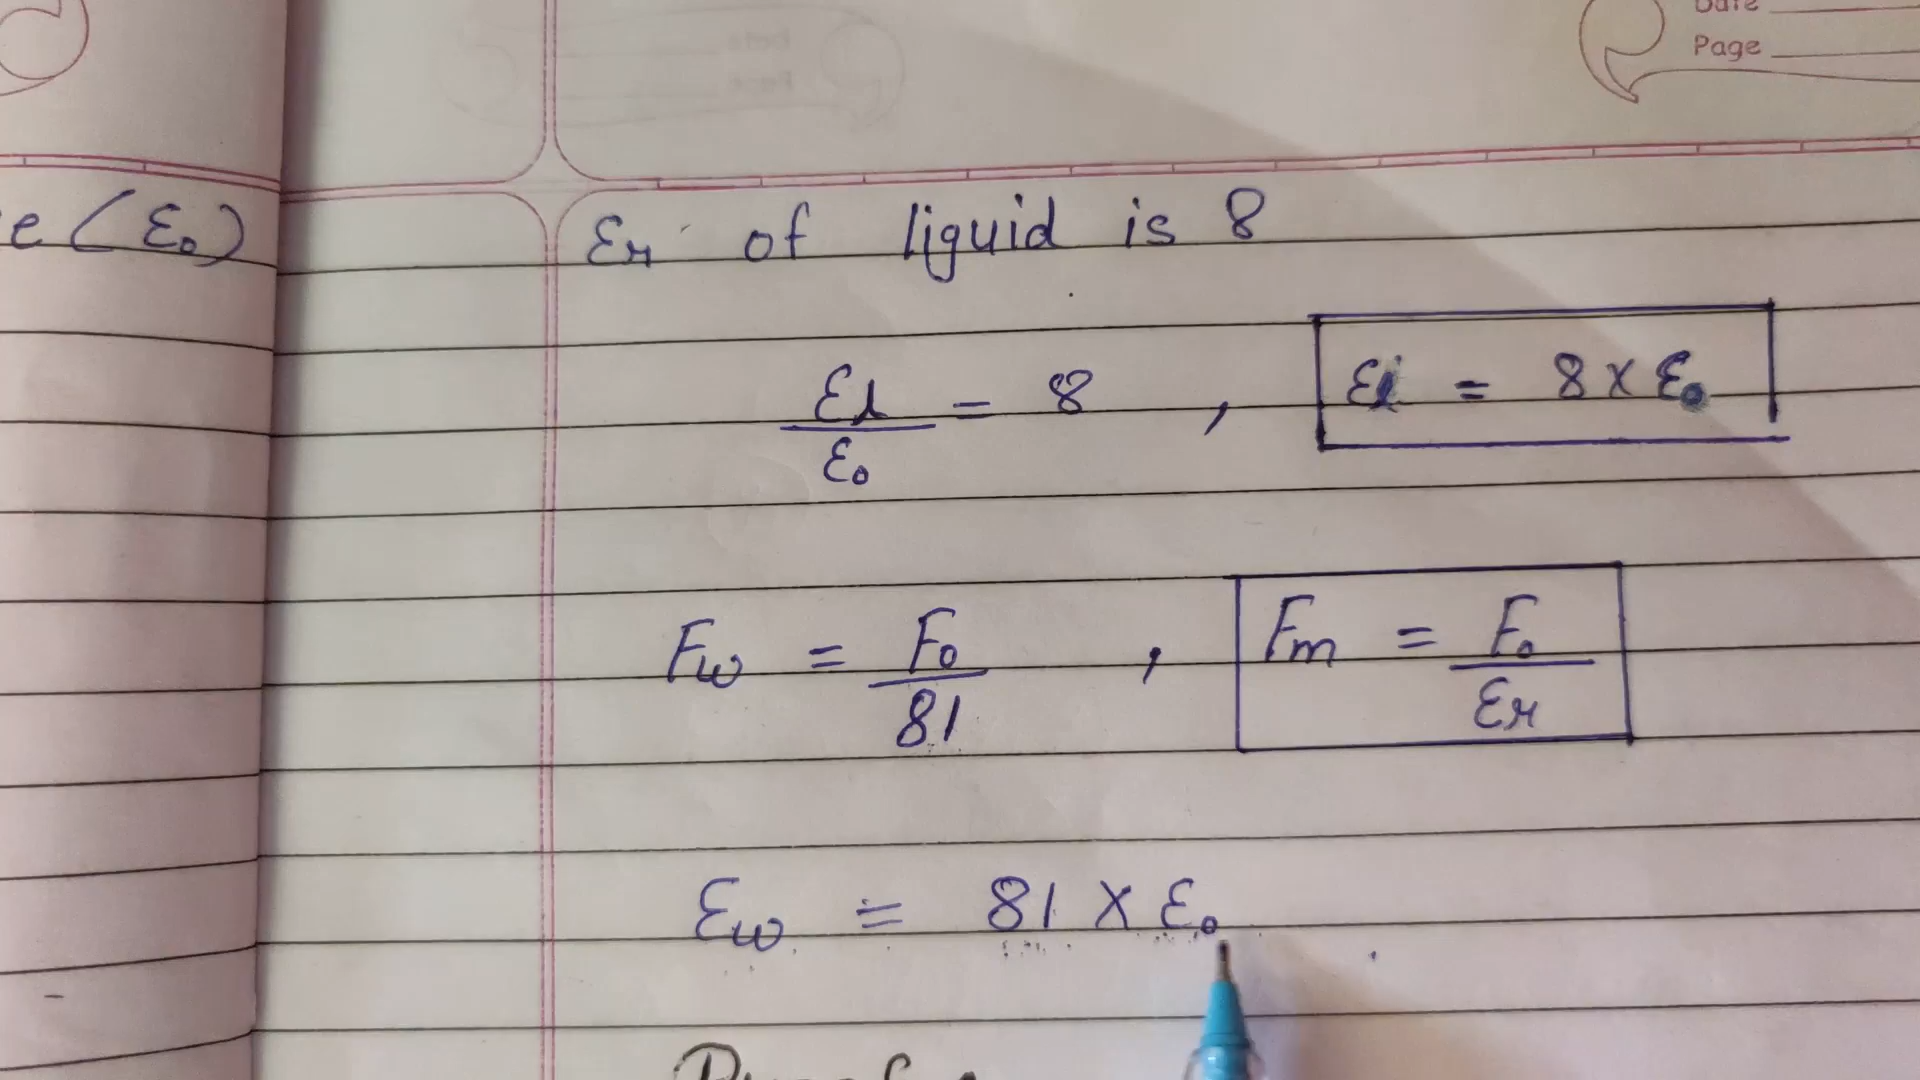 Date
Page
e (ε₀)
εr of liquid is 8
εl/ε₀ = 8 , εl = 8 × ε₀
Fw = F₀/81 , Fm = F₀/εr
εw = 81 × ε₀